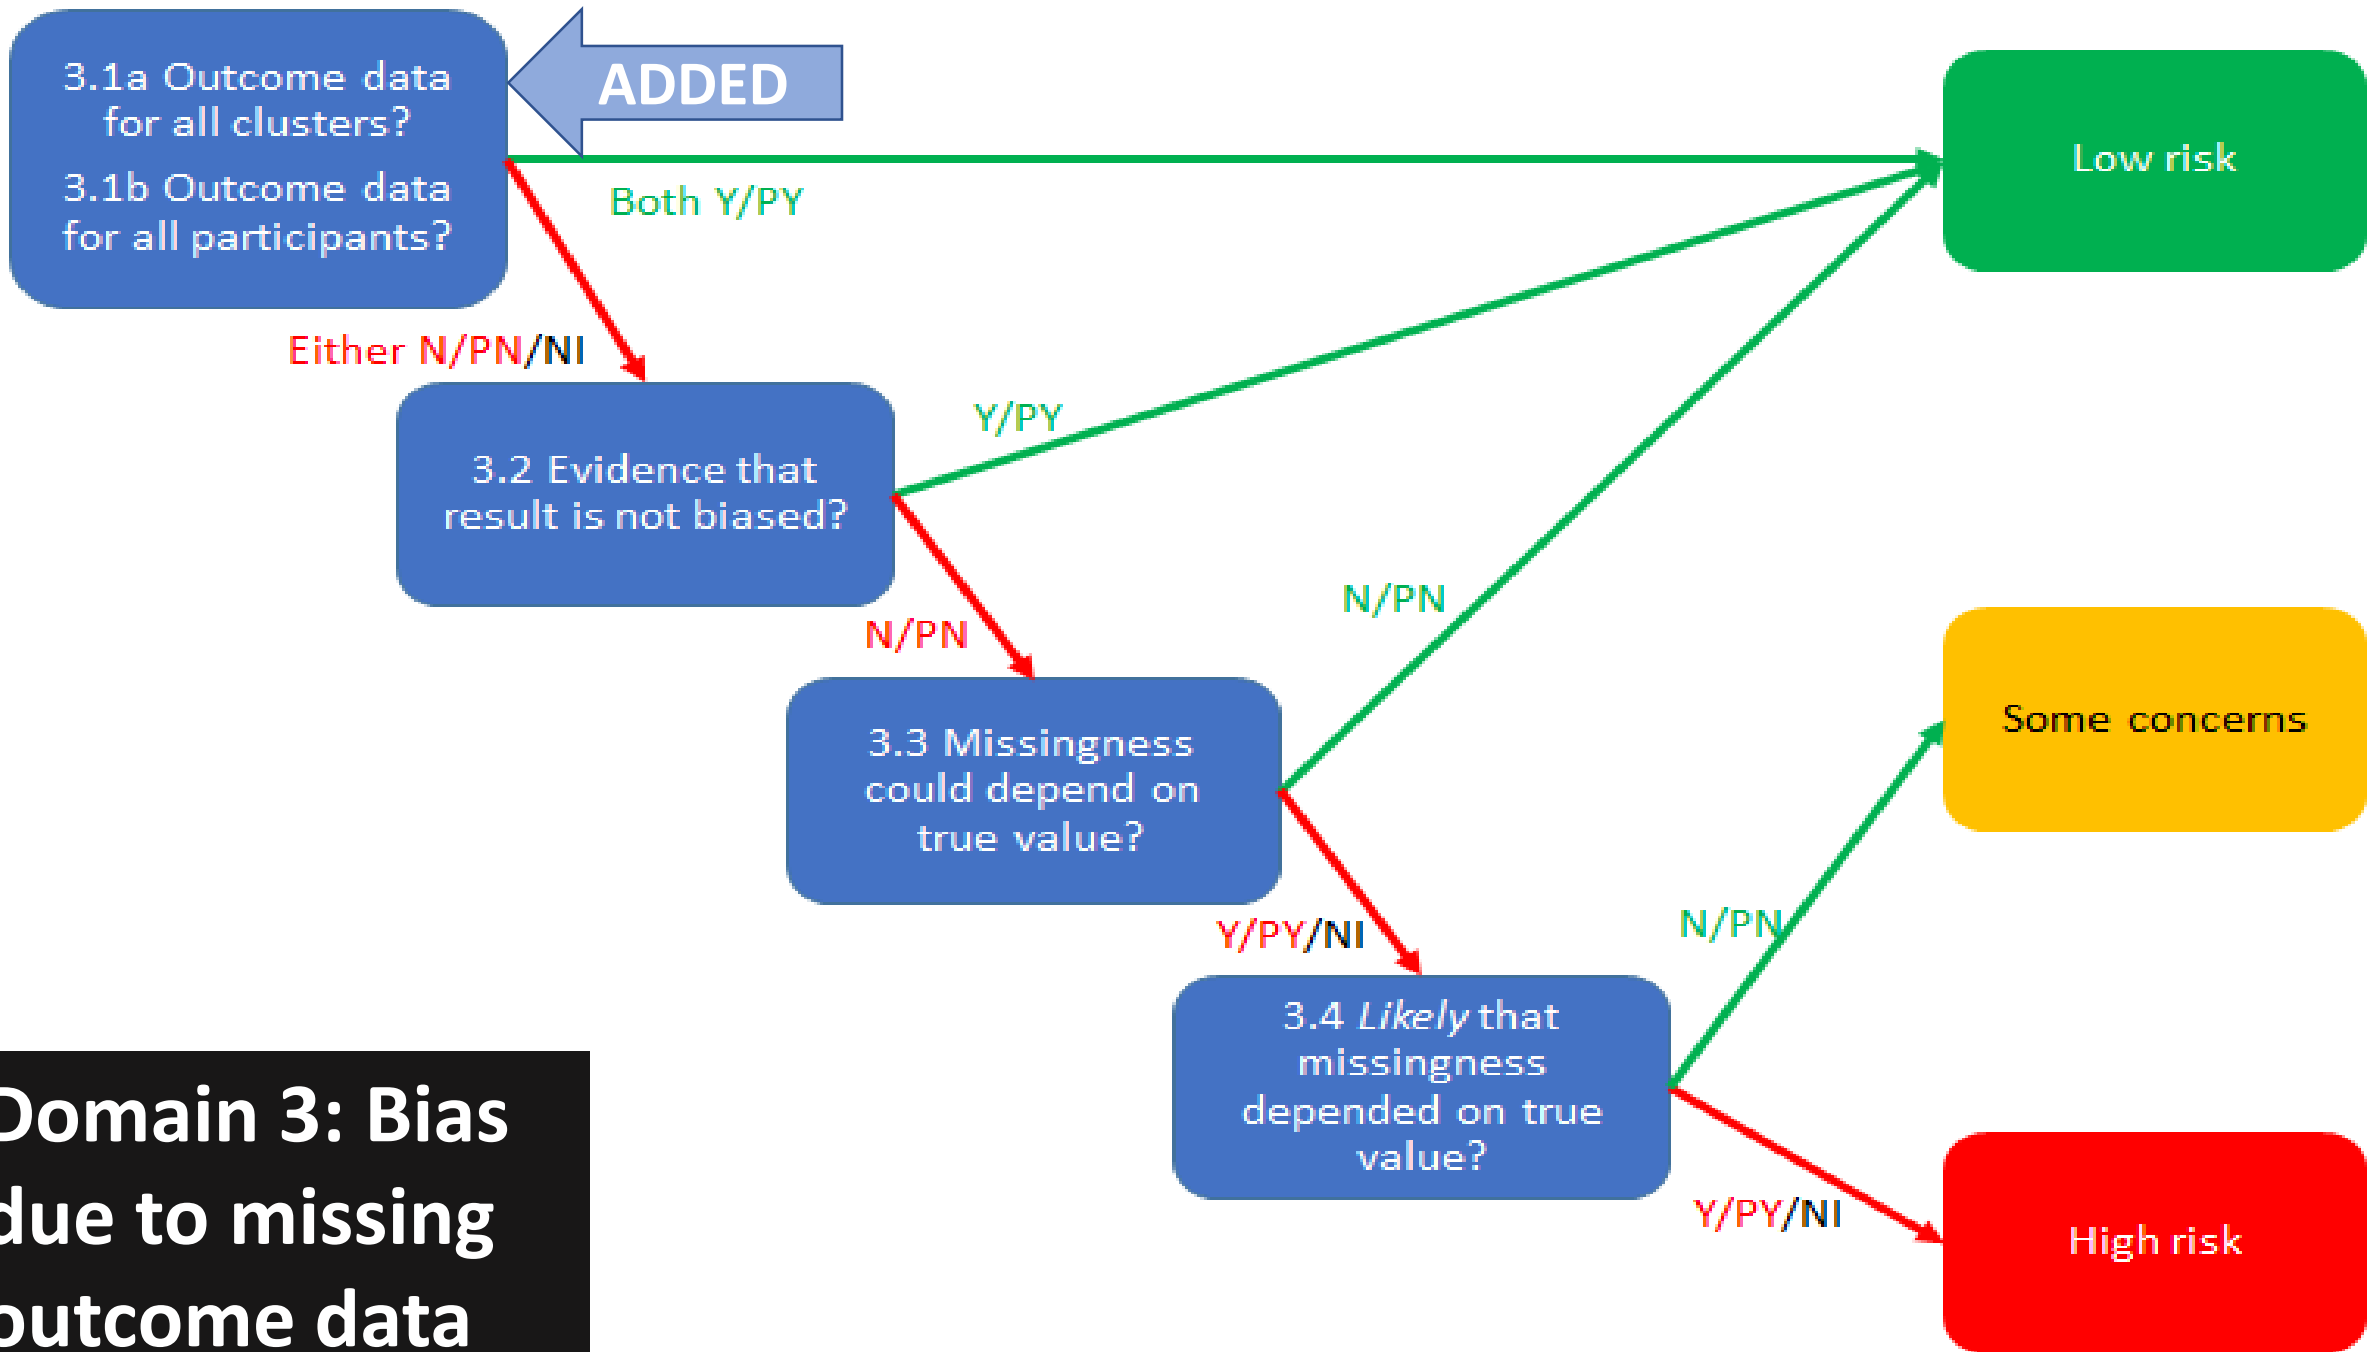 3.1a Outcome data
for all clusters?
3.1b Outcome data
for all participants?
ADDED
Both Y/PY
Low risk
Either N/PN/NI
3.2 Evidence that
result is not biased?
Y/PY
N/PN
3.3 Missingness
could depend on
true value?
N/PN
Y/PY/NI
Some concerns
3.4 Likely that
missingness
depended on true
value?
N/PN
Y/PY/NI
High risk
Domain 3: Bias
due to missing
outcome data